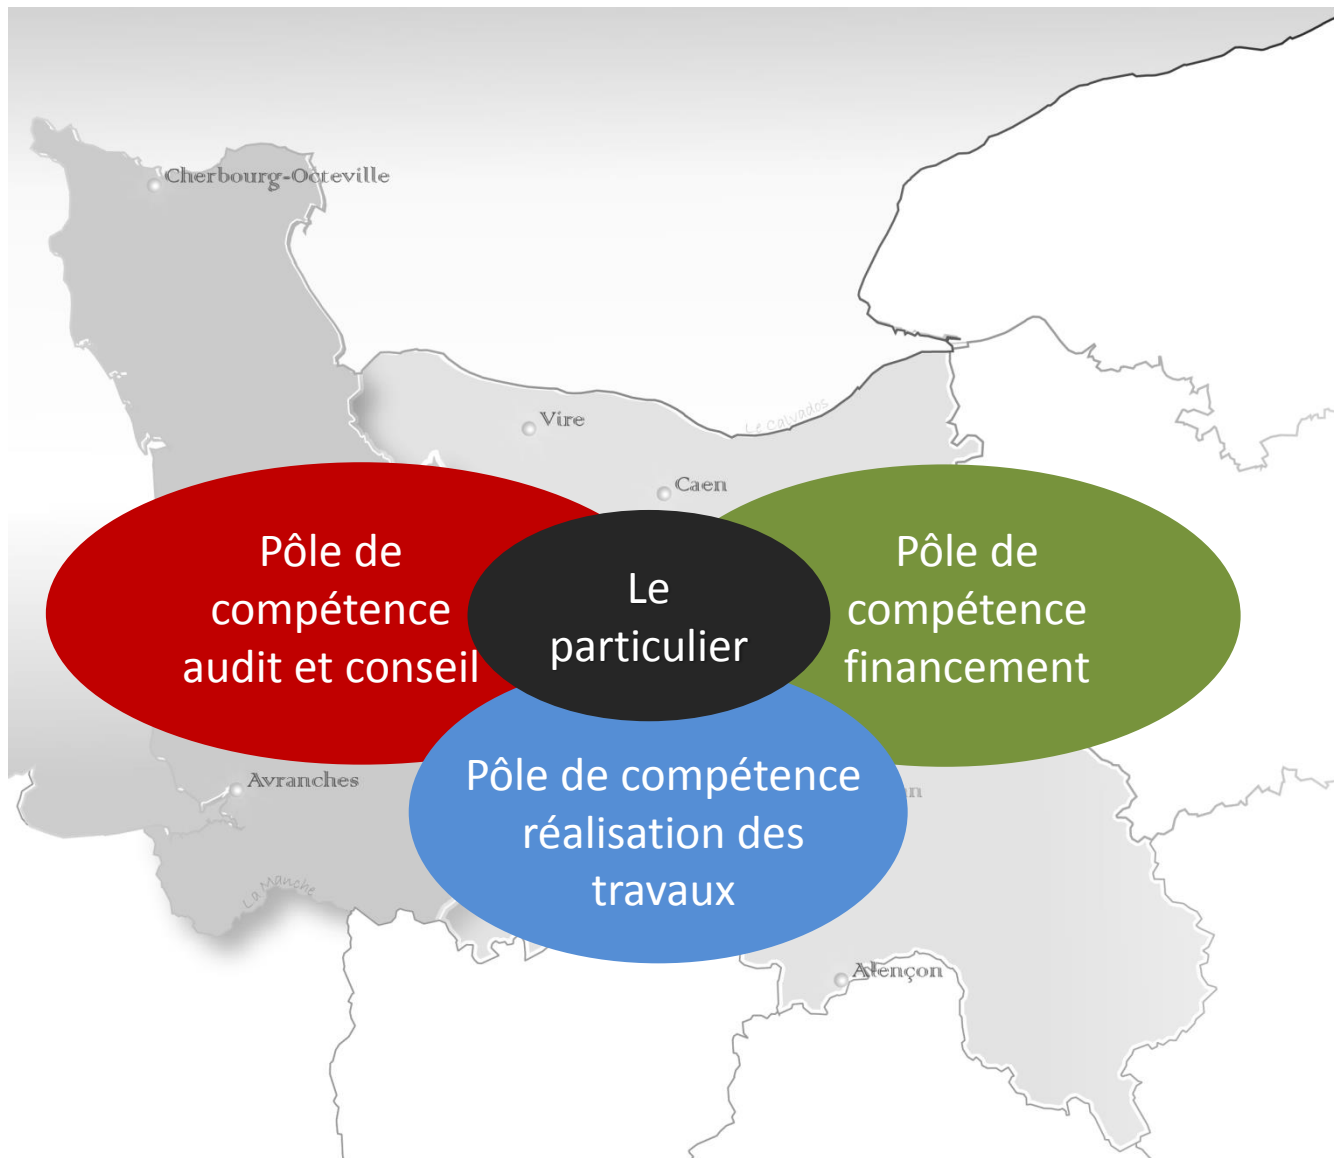 Cherbourg-Octeville
Vire
Le Calvados
Caen
Pôle de
compétence
audit et conseil
Le
particulier
Pôle de
compétence
financement
Avranches
Pôle de compétence
réalisation des
travaux
La Manche
Alençon